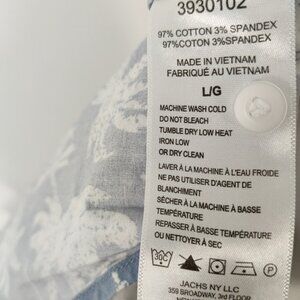 3930102
97% COTTON 3% SPANDEX
97%COTON 3%SPANDEX
MADE IN VIETNAM
FABRIQUÉ AU VIETNAM
L/G
MACHINE WASH COLD
DO NOT BLEACH
TUMBLE DRY LOW HEAT
IRON LOW
OR DRY CLEAN
LAVER À LA MACHINE À L'EAU FROIDE
NE PAS UTILISER D'AGENT DE
BLANCHIMENT
SÉCHER À LA MACHINE À BASSE
TEMPÉRATURE
REPASSER À BASSE TEMPÉRATURE
OU NETTOYER À SEC
JACHS NY LLC
359 BROADWAY, 3rd FLOOR